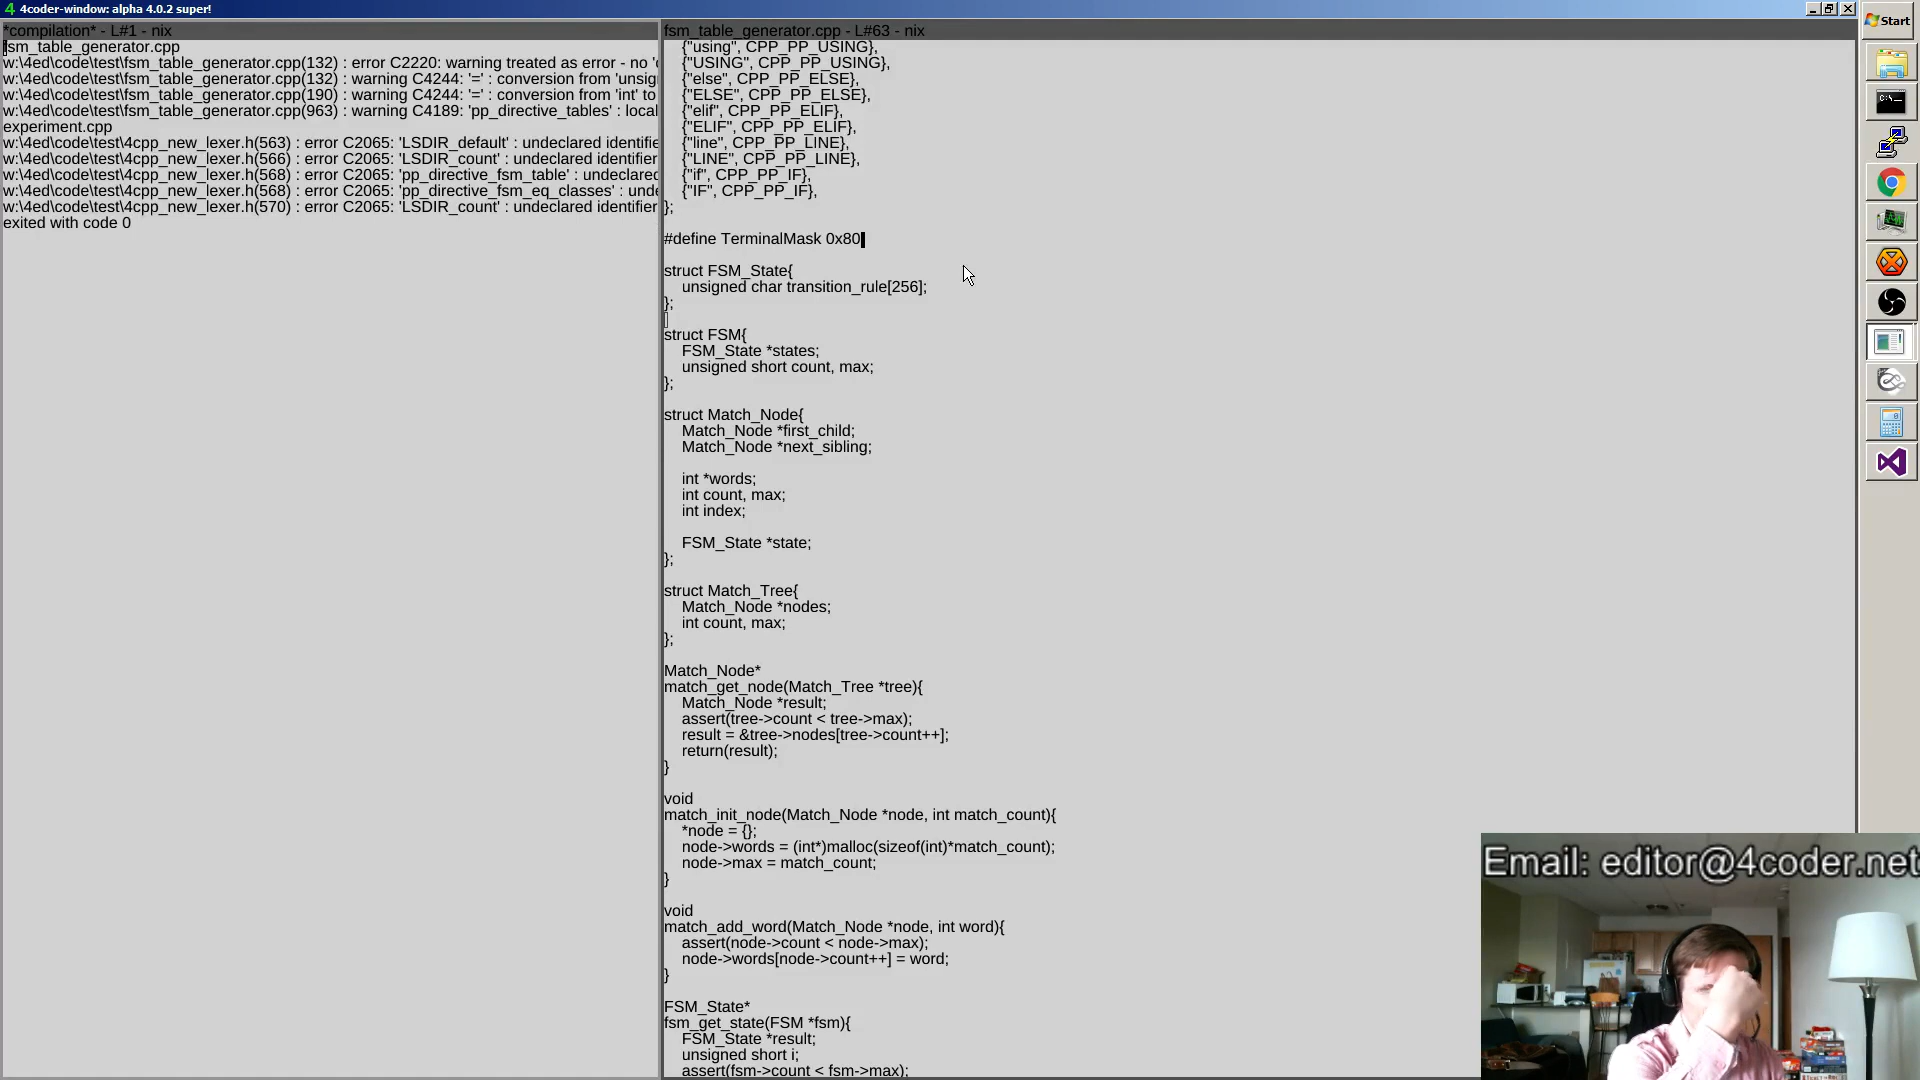 4coder-window: alpha 4.0.2 super!
*compilation* - L#1 - nix
fsm_table_generator.cpp
w:\4ed\code\test\fsm_table_generator.cpp(132) : error C2220: warning treated as error - no 'o
w:\4ed\code\test\fsm_table_generator.cpp(132) : warning C4244: '=' : conversion from 'unsig
w:\4ed\code\test\fsm_table_generator.cpp(190) : warning C4244: '=' : conversion from 'int' to
w:\4ed\code\test\fsm_table_generator.cpp(963) : warning C4189: 'pp_directive_tables' : local
experiment.cpp
w:\4ed\code\test\4cpp_new_lexer.h(563) : error C2065: 'LSDIR_default' : undeclared identifie
w:\4ed\code\test\4cpp_new_lexer.h(566) : error C2065: 'LSDIR_count' : undeclared identifier
w:\4ed\code\test\4cpp_new_lexer.h(568) : error C2065: 'pp_directive_fsm_table' : undeclared
w:\4ed\code\test\4cpp_new_lexer.h(568) : error C2065: 'pp_directive_fsm_eq_classes' : unde
w:\4ed\code\test\4cpp_new_lexer.h(570) : error C2065: 'LSDIR_count' : undeclared identifier
exited with code 0
fsm_table_generator.cpp - L#63 - nix
{"using", CPP_PP_USING},
{"USING", CPP_PP_USING},
{"else", CPP_PP_ELSE},
{"ELSE", CPP_PP_ELSE},
{"elif", CPP_PP_ELIF},
{"ELIF", CPP_PP_ELIF},
{"line", CPP_PP_LINE},
{"LINE", CPP_PP_LINE},
{"if", CPP_PP_IF},
{"IF", CPP_PP_IF},
};
#define TerminalMask 0x80
struct FSM_State{
unsigned char transition_rule[256];
};
struct FSM{
FSM_State *states;
unsigned short count, max;
};
struct Match_Node{
Match_Node *first_child;
Match_Node *next_sibling;
int *words;
int count, max;
int index;
FSM_State *state;
};
struct Match_Tree{
Match_Node *nodes;
int count, max;
};
Match_Node*
match_get_node(Match_Tree *tree){
Match_Node *result;
assert(tree->count < tree->max);
result = &tree->nodes[tree->count++];
return(result);
}
void
match_init_node(Match_Node *node, int match_count){
*node = {};
node->words = (int*)malloc(sizeof(int)*match_count);
node->max = match_count;
}
void
match_add_word(Match_Node *node, int word){
assert(node->count < node->max);
node->words[node->count++] = word;
}
FSM_State*
fsm_get_state(FSM *fsm){
FSM_State *result;
unsigned short i;
assert(fsm->count < fsm->max);
Start
Email: editor@4coder.net